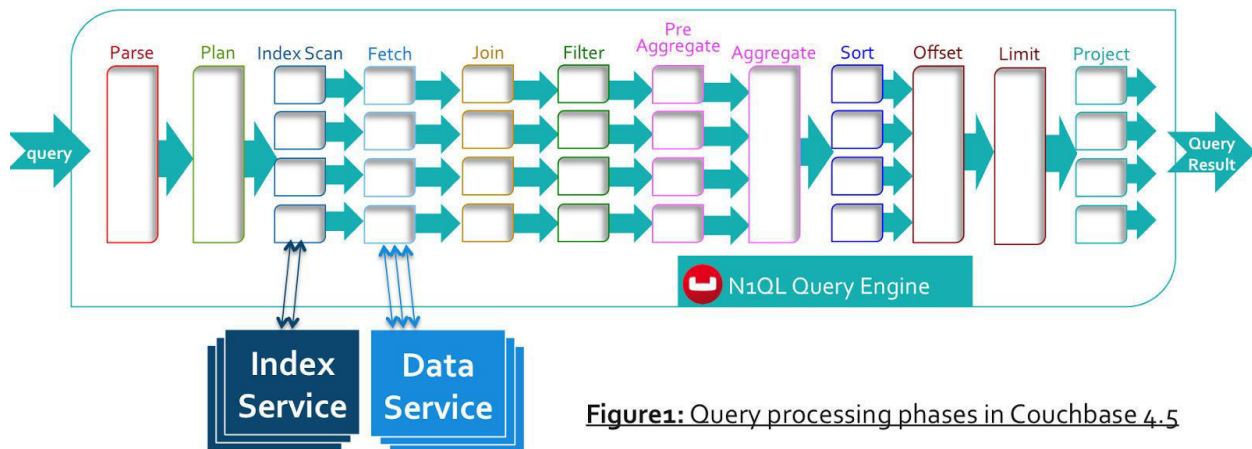 query
Parse
Plan
Index Scan
Fetch
Join
Filter
Pre
Aggregate
Aggregate
Sort
Offset
Limit
Project
Query
Result
N1QL Query Engine
Index
Service
Data
Service
Figure1: Query processing phases in Couchbase 4.5